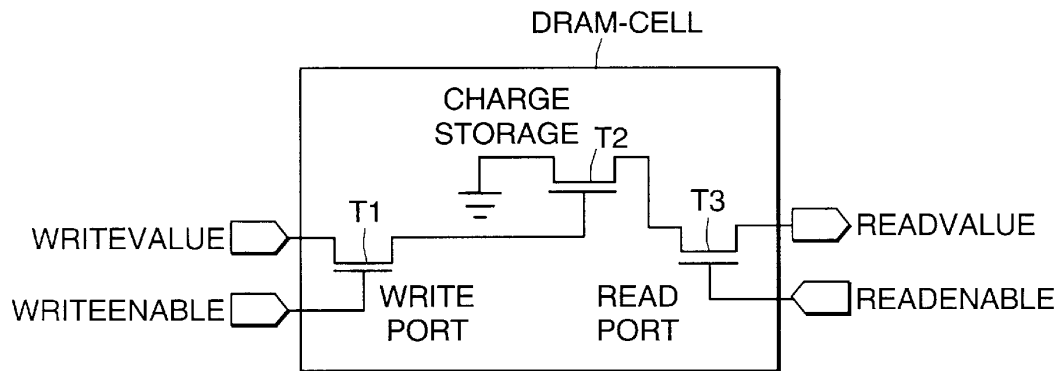 DRAM-CELL
CHARGE
STORAGE
T2
T1
T3
WRITEVALUE
READVALUE
WRITEENABLE
WRITE
PORT
READ
PORT
READENABLE